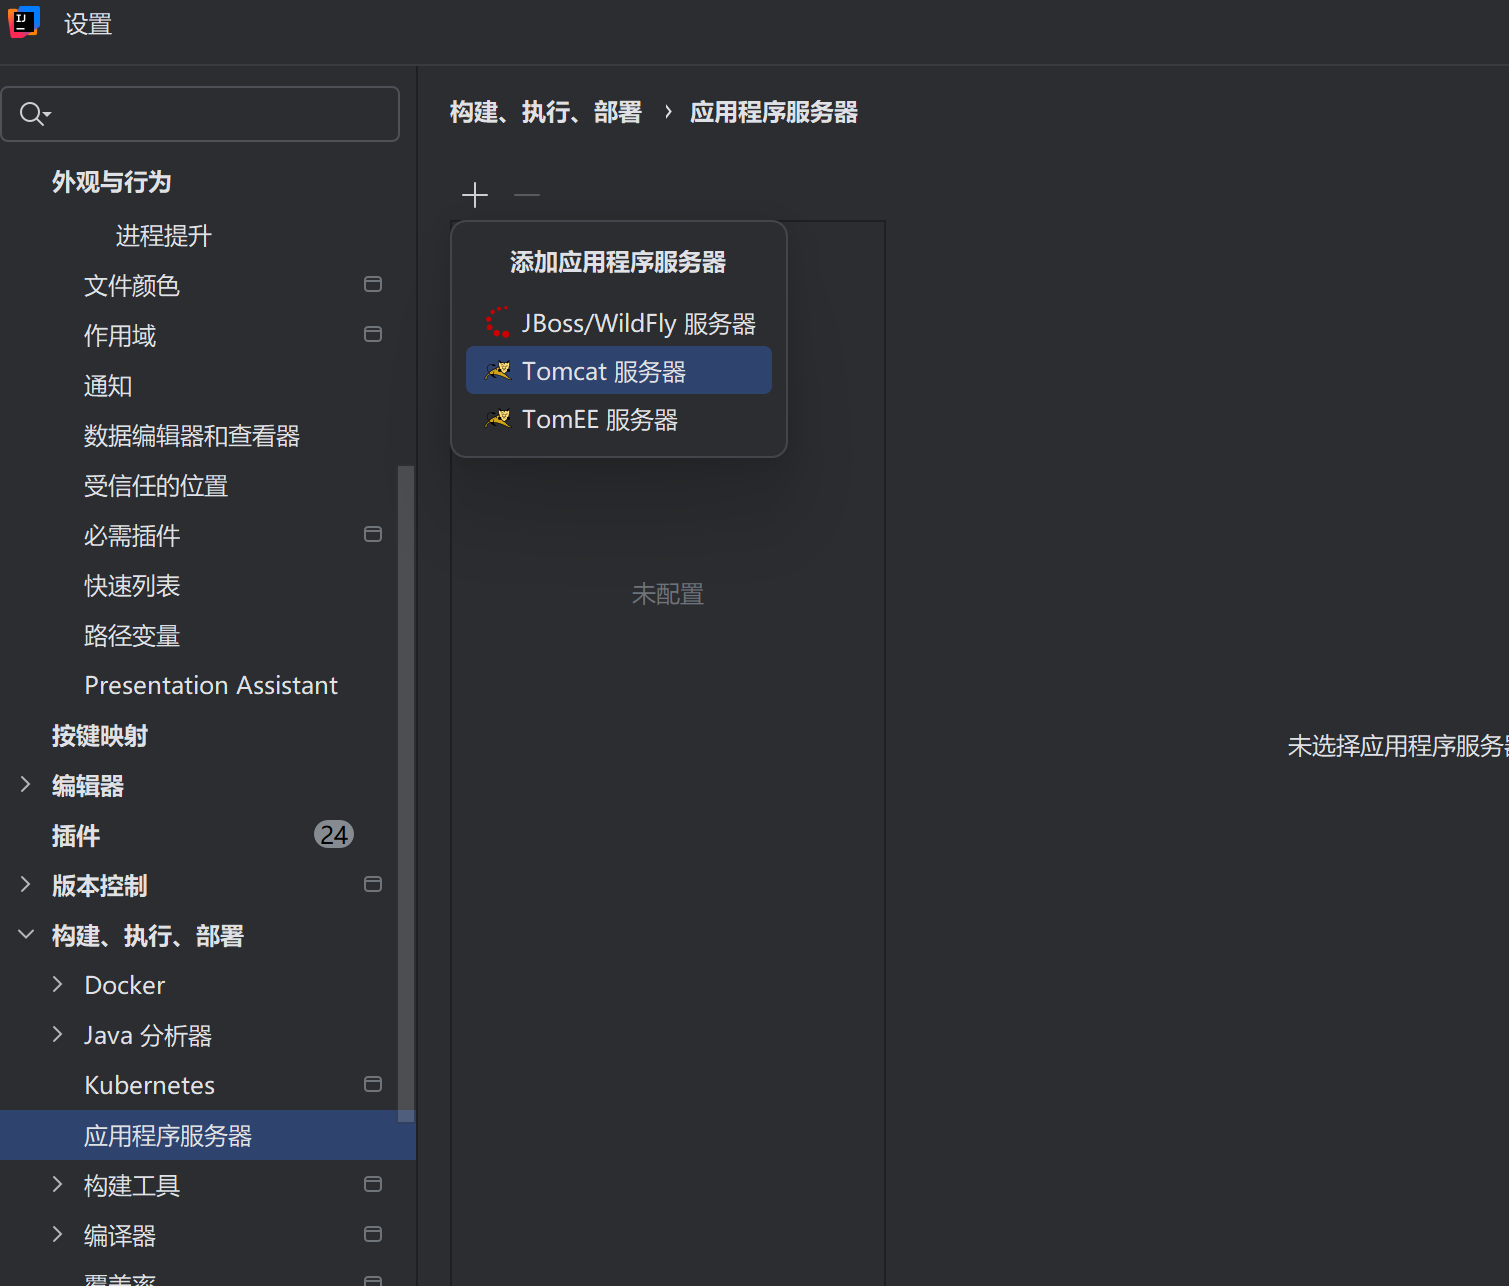 设置
外观与行为
进程提升
文件颜色
作用域
通知
数据编辑器和查看器
受信任的位置
必需插件
快速列表
路径变量
Presentation Assistant
按键映射
编辑器
插件 24
版本控制
构建、执行、部署
Docker
Java 分析器
Kubernetes
应用程序服务器
构建工具
编译器
覆盖率
构建、执行、部署 › 应用程序服务器
添加应用程序服务器
JBoss/WildFly 服务器
Tomcat 服务器
TomEE 服务器
未配置
未选择应用程序服务器